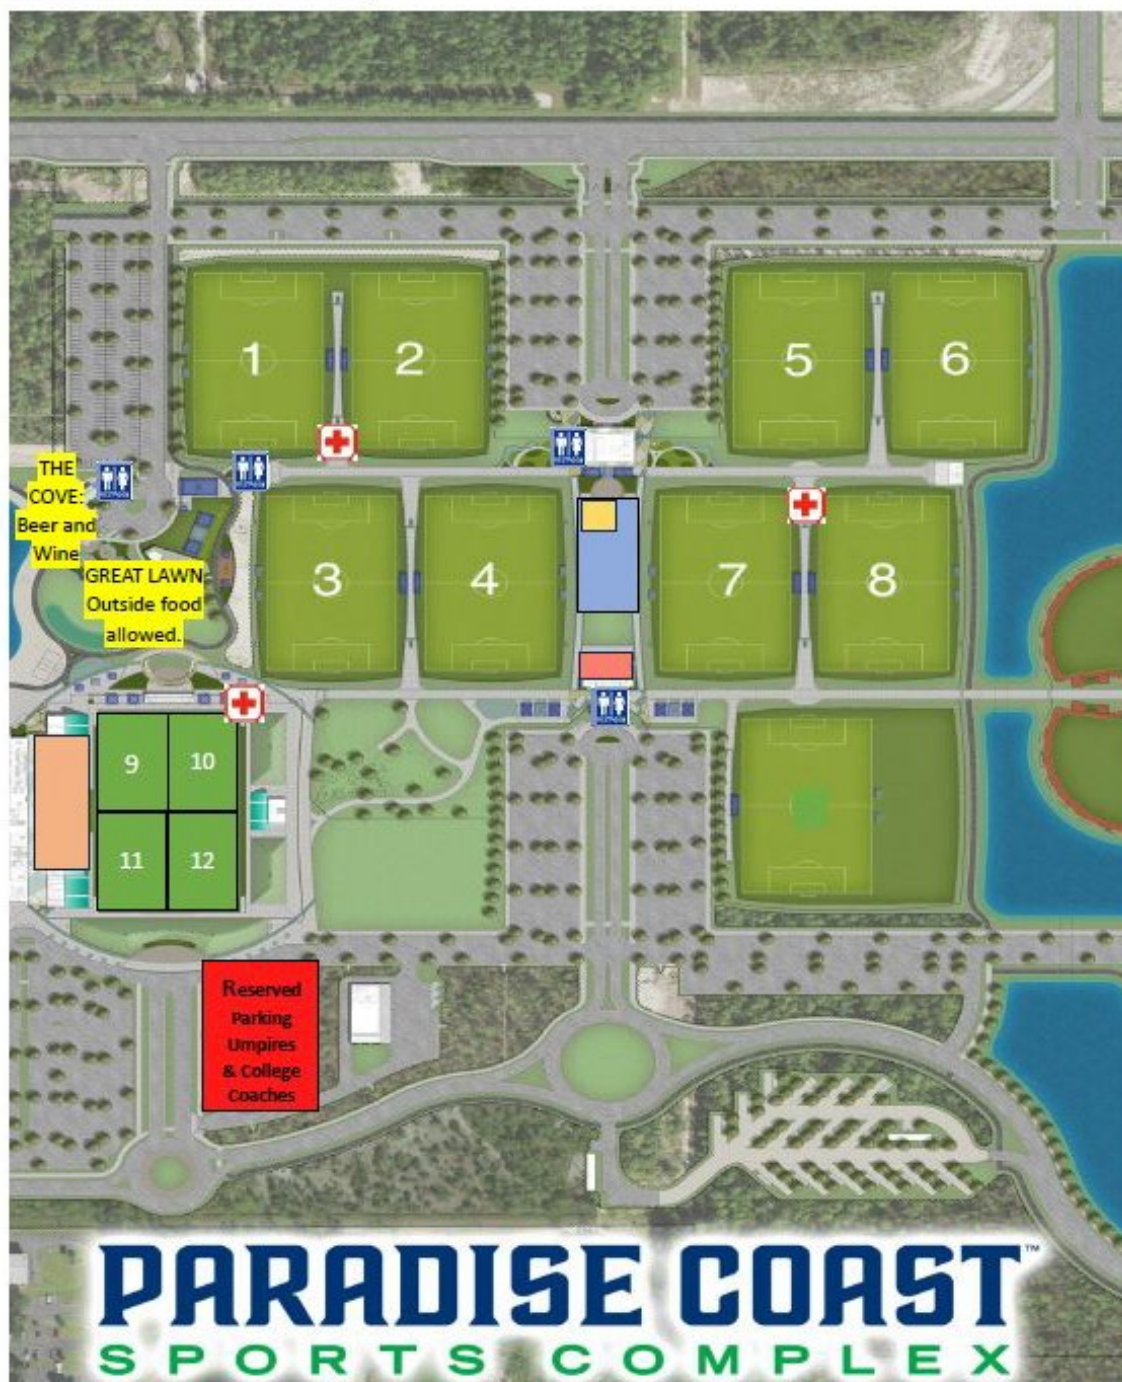 1
2
5
6
THE
COVE:
Beer and
Wine
GREAT LAWN
Outside food
allowed.
3
4
7
8
9
10
11
12
Reserved
Parking
Umpires
& College
Coaches
PARADISE COAST™
SPORTS COMPLEX